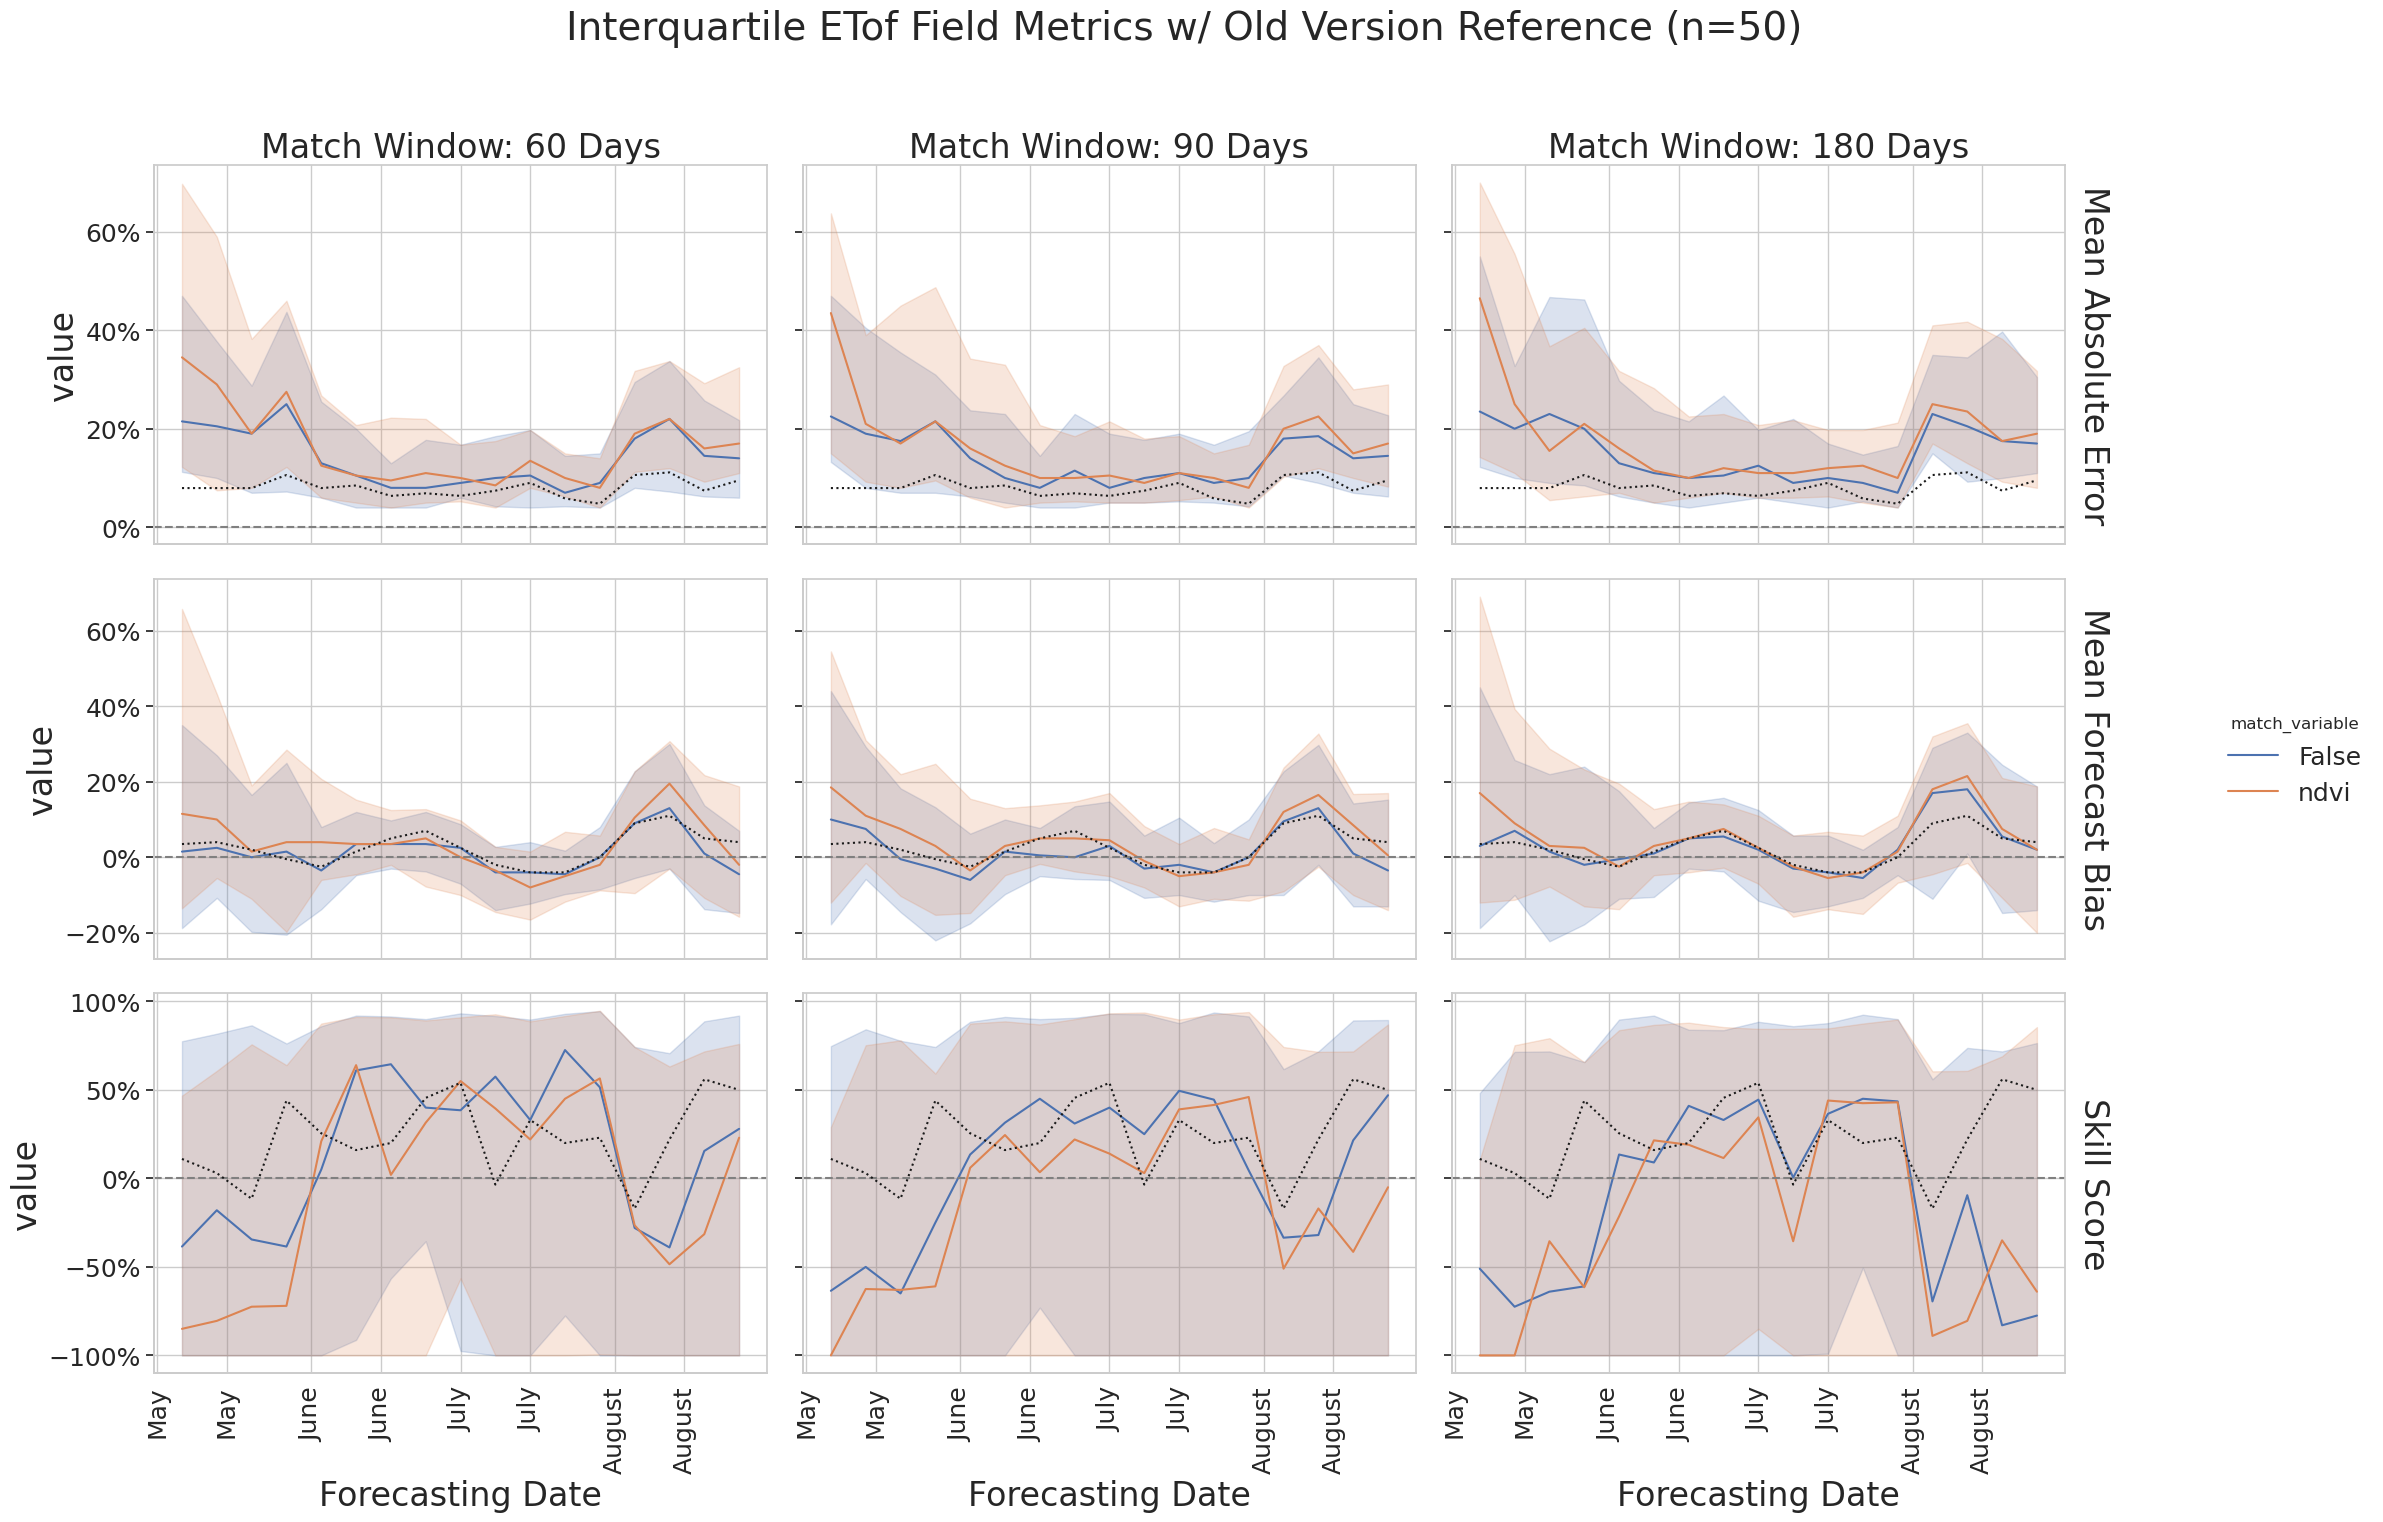 Interquartile ETof Field Metrics w/ Old Version Reference (n=50)
Match Window: 60 Days
Match Window: 90 Days
Match Window: 180 Days
60%
40%
20%
0%
value
Mean Absolute Error
60%
40%
20%
0%
−20%
value
Mean Forecast Bias
match_variable
False
ndvi
100%
50%
0%
−50%
−100%
value
Skill Score
May
May
June
June
July
July
August
August
May
May
June
June
July
July
August
August
May
May
June
June
July
July
August
August
Forecasting Date
Forecasting Date
Forecasting Date